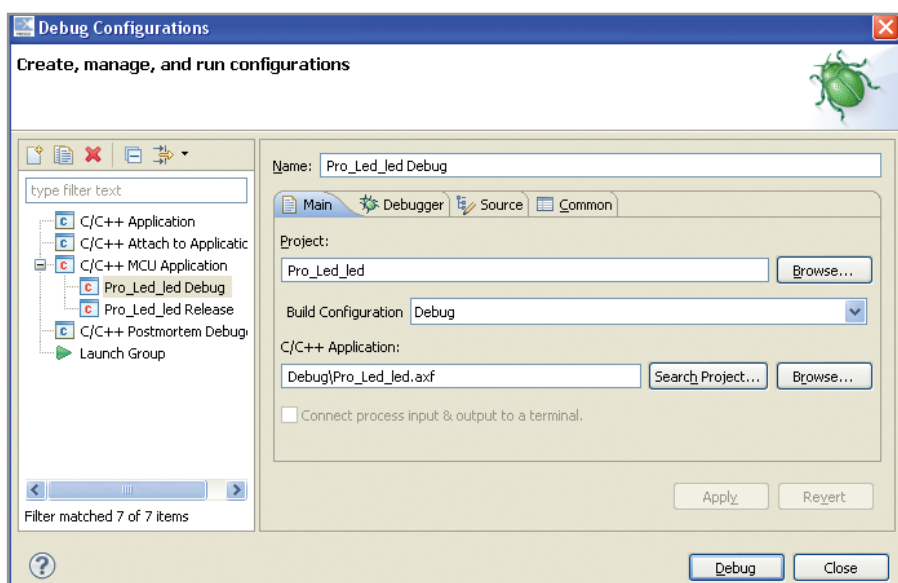 Debug Configurations
Create, manage, and run configurations
type filter text
C/C++ Application
C/C++ Attach to Applicatic
C/C++ MCU Application
Pro_Led_led Debug
Pro_Led_led Release
C/C++ Postmortem Debug
Launch Group
Filter matched 7 of 7 items
Name: Pro_Led_led Debug
Main Debugger Source Common
Project:
Pro_Led_led Browse...
Build Configuration Debug
C/C++ Application:
Debug\Pro_Led_led.axf Search Project... Browse...
Connect process input & output to a terminal.
Apply Revert
Debug Close